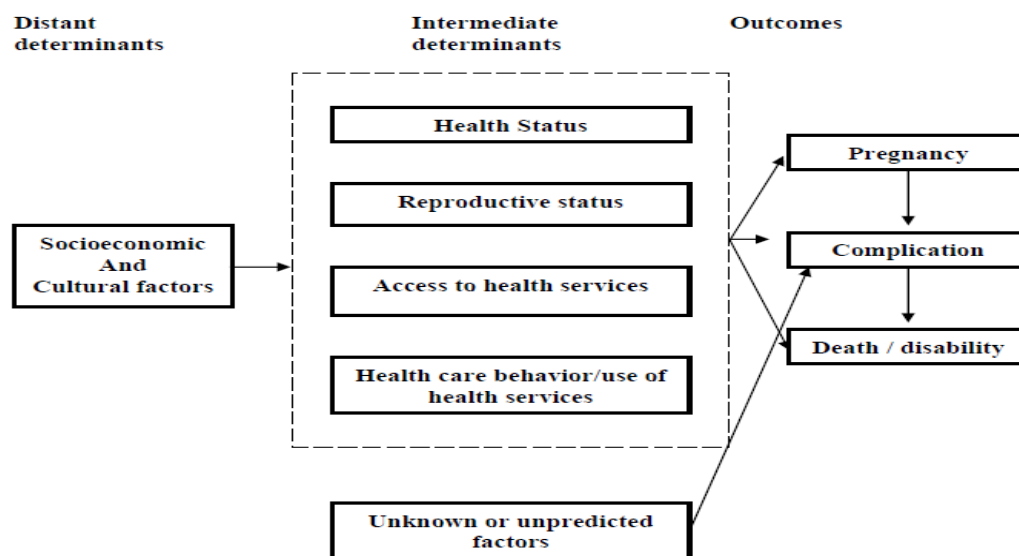 Distant
determinants
Intermediate
determinants
Outcomes
Health Status
Reproductive status
Access to health services
Health care behavior/use of
health services
Socioeconomic
And
Cultural factors
Pregnancy
Complication
Death / disability
Unknown or unpredicted
factors